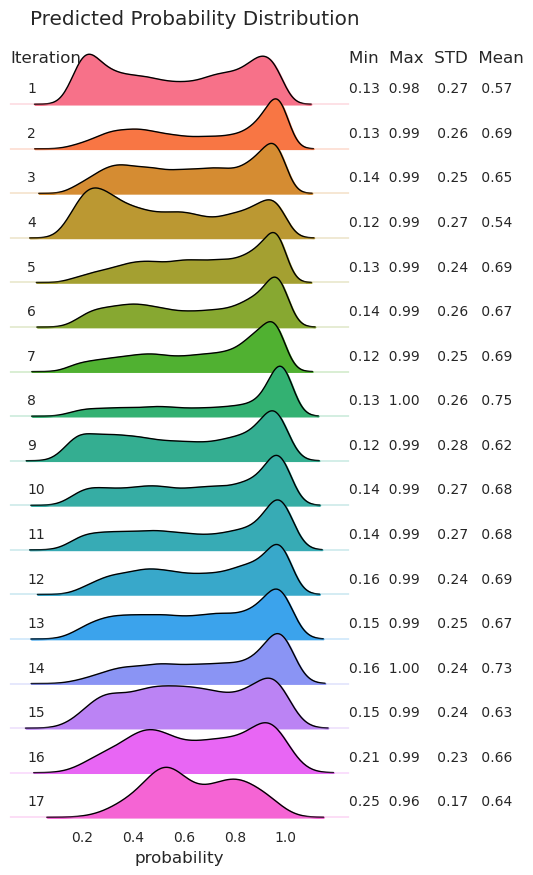 Predicted Probability Distribution
Iteration Min Max STD Mean
1 0.13 0.98 0.27 0.57
2 0.13 0.99 0.26 0.69
3 0.14 0.99 0.25 0.65
4 0.12 0.99 0.27 0.54
5 0.13 0.99 0.24 0.69
6 0.14 0.99 0.26 0.67
7 0.12 0.99 0.25 0.69
8 0.13 1.00 0.26 0.75
9 0.12 0.99 0.28 0.62
10 0.14 0.99 0.27 0.68
11 0.14 0.99 0.27 0.68
12 0.16 0.99 0.24 0.69
13 0.15 0.99 0.25 0.67
14 0.16 1.00 0.24 0.73
15 0.15 0.99 0.24 0.63
16 0.21 0.99 0.23 0.66
17 0.25 0.96 0.17 0.64
0.2 0.4 0.6 0.8 1.0
probability